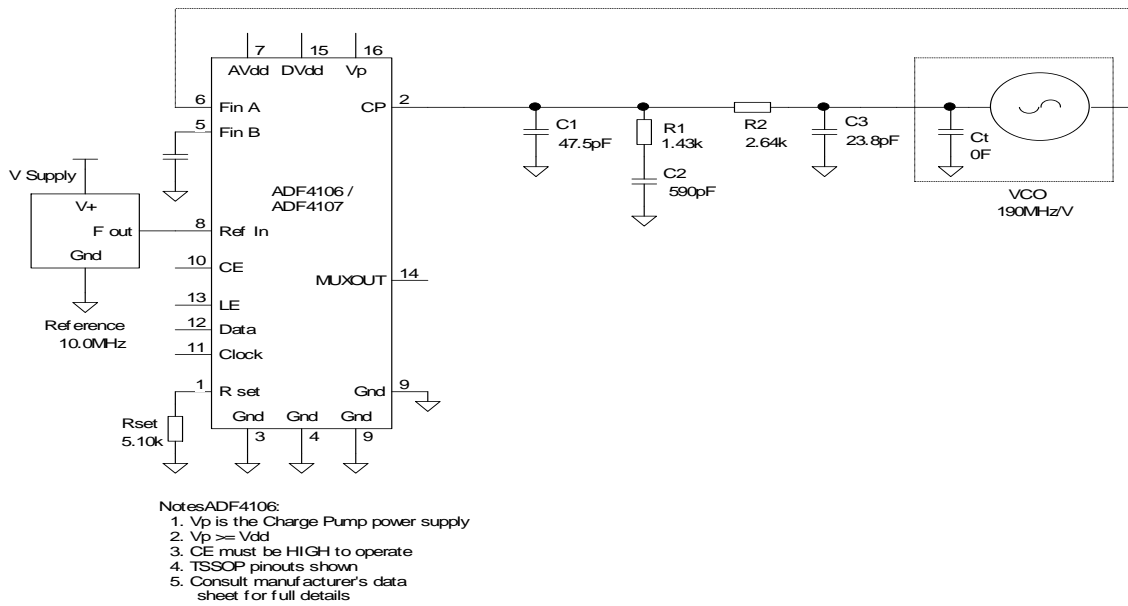 7 15 16
AVdd DVdd Vp
6 Fin A CP 2
5 Fin B
C1
47.5pF
R1
1.43k
R2
2.64k
C3
23.8pF
Ct
0F
C2
590pF
VCO
190MHz/V
V Supply
V+
F out
Gnd
Reference
10.0MHz
ADF4106 /
ADF4107
8 Ref In
10 CE
MUXOUT 14
13 LE
12 Data
11 Clock
1 R set Gnd 9
Rset
5.10k
Gnd Gnd Gnd
3 4 9
NotesADF4106:
1. Vp is the Charge Pump power supply
2. Vp >= Vdd
3. CE must be HIGH to operate
4. TSSOP pinouts shown
5. Consult manufacturer's data
sheet for full details